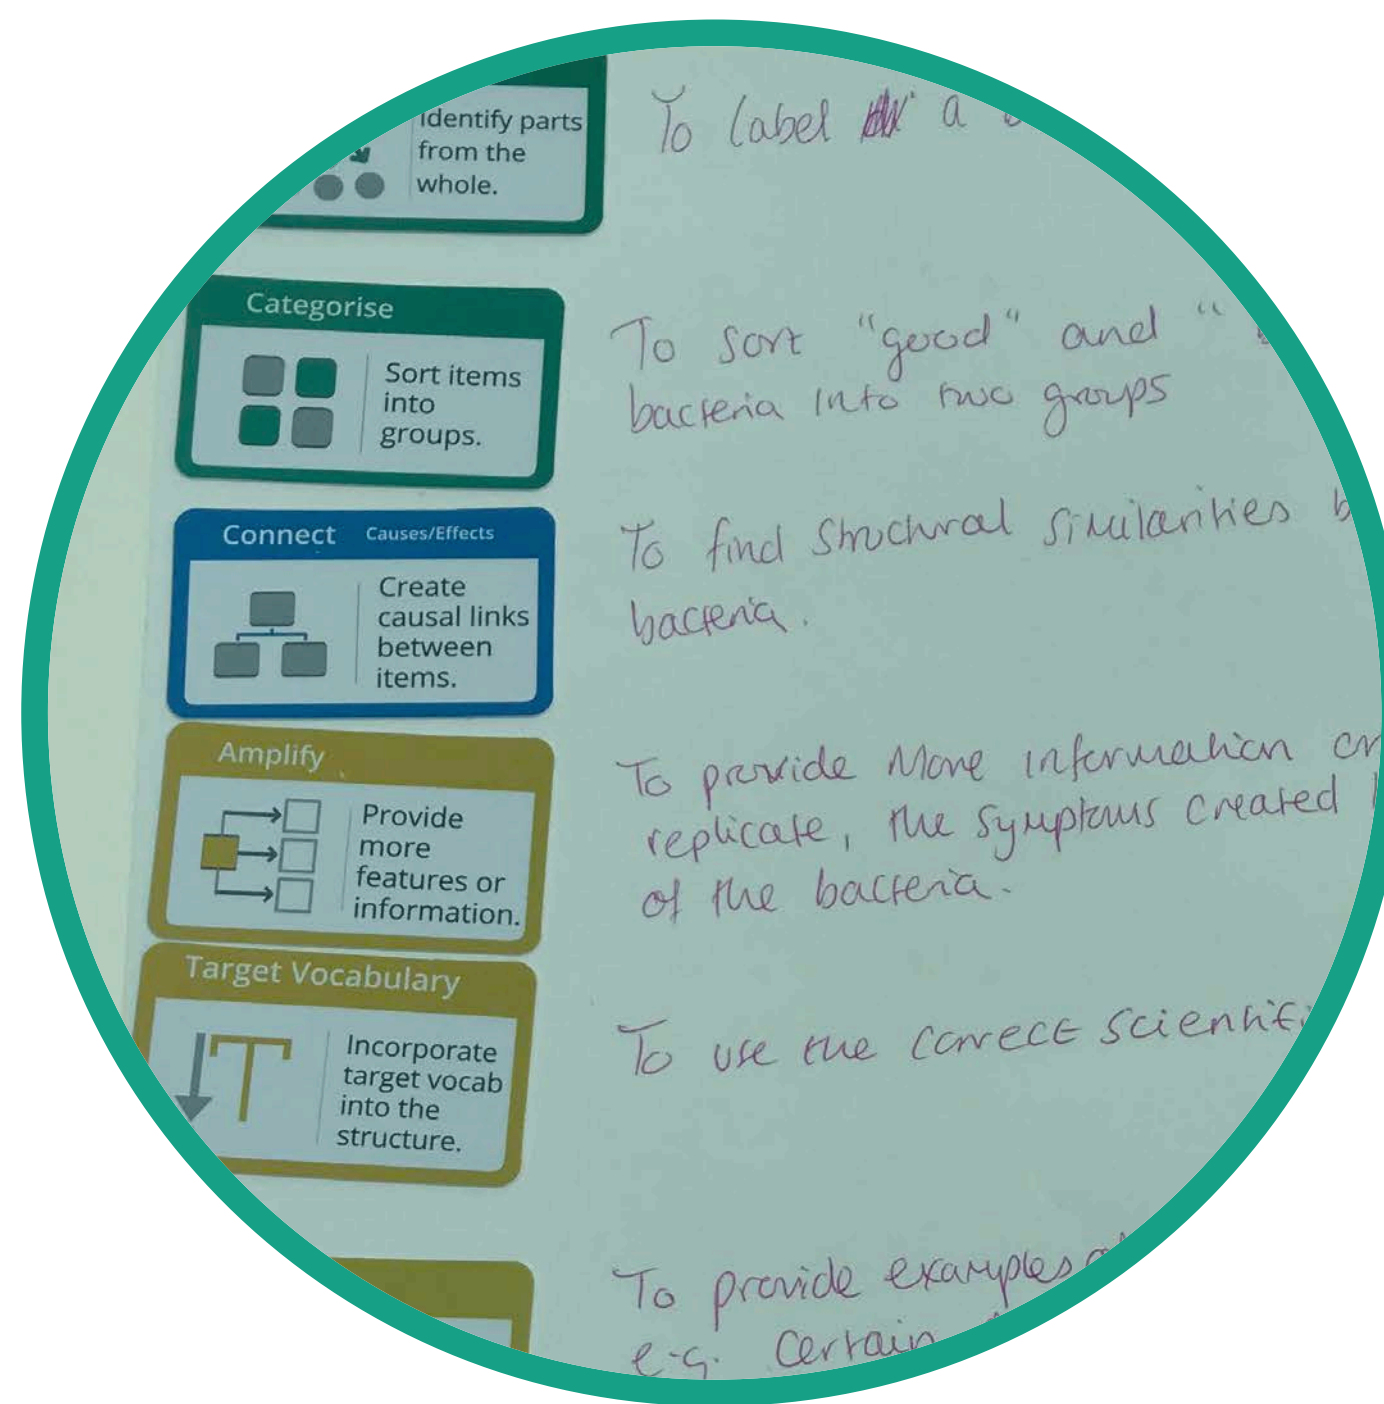 Identify parts
from the
whole.
To label a
Categorise
Sort items
into
groups.
To sort "good" and "
bacteria into two groups
Connect Causes/Effects
Create
causal links
between
items.
To find structural similarities
bacteria.
Amplify
Provide
more
features or
information.
To provide more information
replicate, the symptoms created
of the bacteria.
Target Vocabulary
Incorporate
target vocab
into the
structure.
To use the correct
To provide examples
e.g. Certain